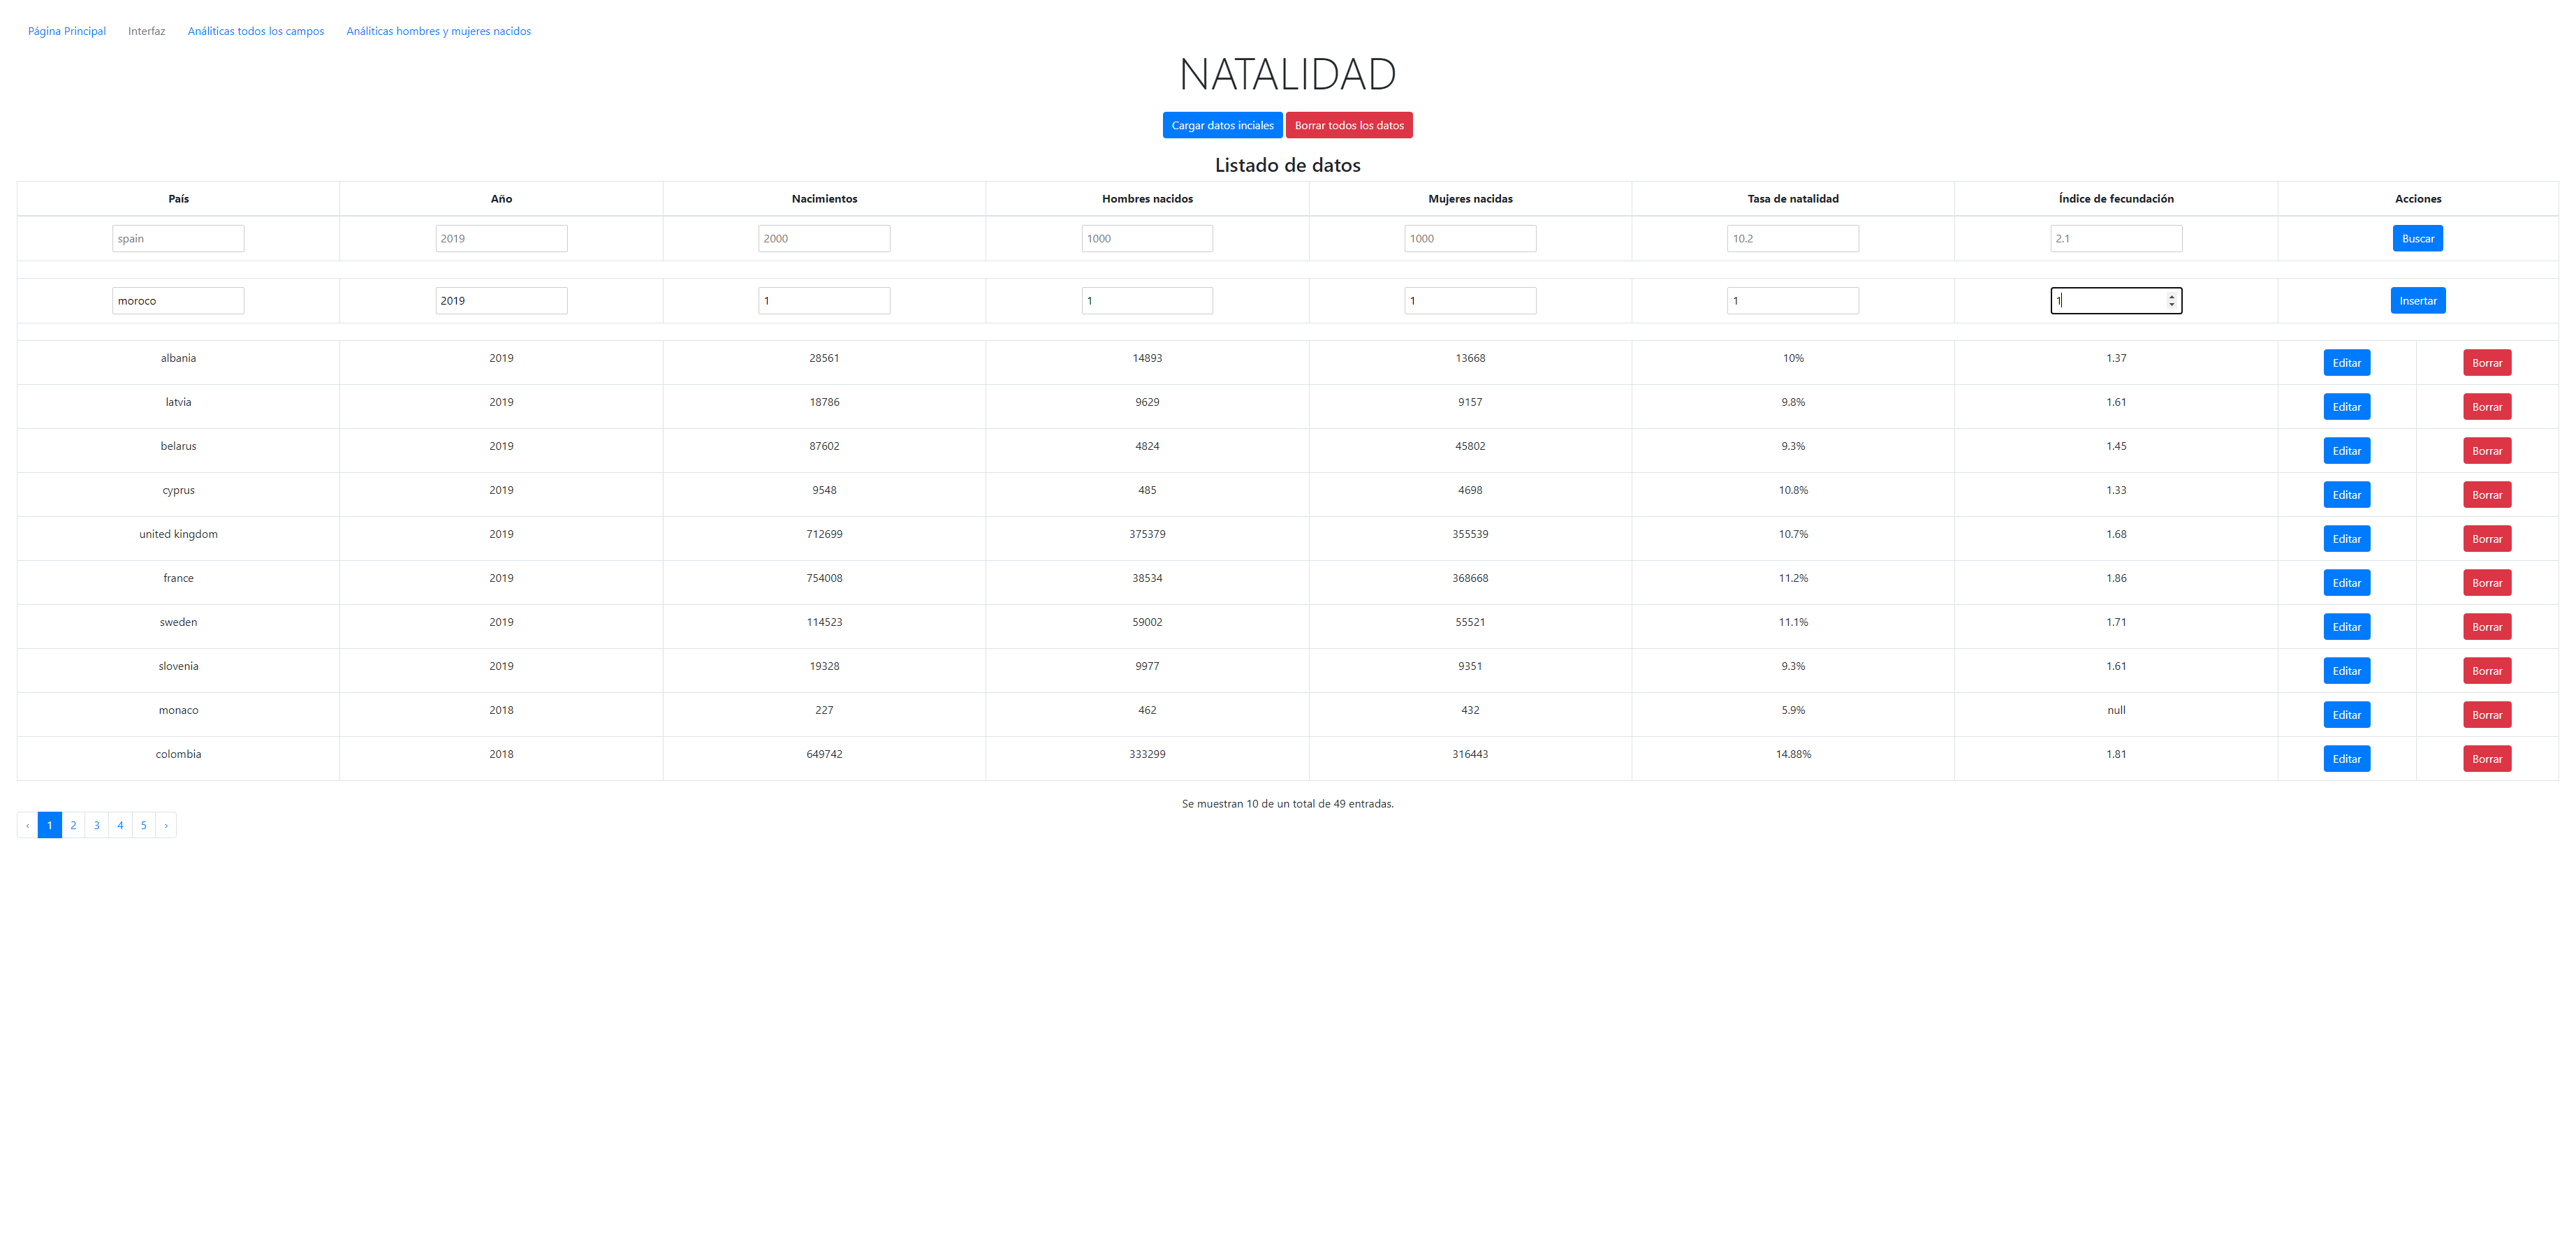 Página Principal Interfaz Análiticas todos los campos Análiticas hombres y mujeres nacidos
NATALIDAD
Cargar datos inciales Borrar todos los datos
Listado de datos
País Año Nacimientos Hombres nacidos Mujeres nacidas Tasa de natalidad Índice de fecundación Acciones
spain 2019 2000 1000 1000 10.2 2.1 Buscar
moroco 2019 1 1 1 1 1 Insertar
albania 2019 28561 14893 13668 10% 1.37 Editar Borrar
latvia 2019 18786 9629 9157 9.8% 1.61 Editar Borrar
belarus 2019 87602 4824 45802 9.3% 1.45 Editar Borrar
cyprus 2019 9548 485 4698 10.8% 1.33 Editar Borrar
united kingdom 2019 712699 375379 355539 10.7% 1.68 Editar Borrar
france 2019 754008 38534 368668 11.2% 1.86 Editar Borrar
sweden 2019 114523 59002 55521 11.1% 1.71 Editar Borrar
slovenia 2019 19328 9977 9351 9.3% 1.61 Editar Borrar
monaco 2018 227 462 432 5.9% null Editar Borrar
colombia 2018 649742 333299 316443 14.88% 1.81 Editar Borrar
Se muestran 10 de un total de 49 entradas.
‹ 1 2 3 4 5 ›